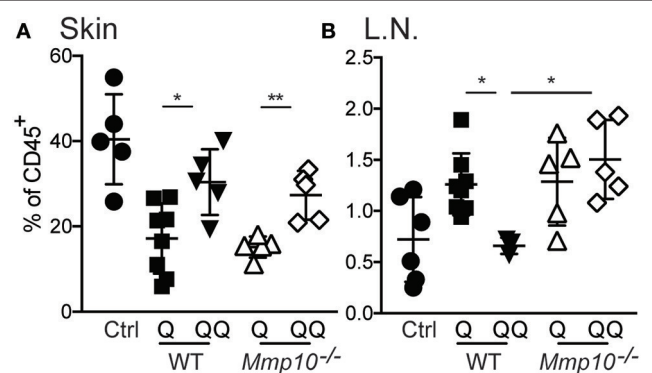 A Skin
B L.N.
% of CD45+
60
40
20
0
Ctrl Q QQ Q QQ
WT Mmp10-/-
* **
2.5
2.0
1.5
1.0
0.5
0.0
Ctrl Q QQ Q QQ
WT Mmp10-/-
* *